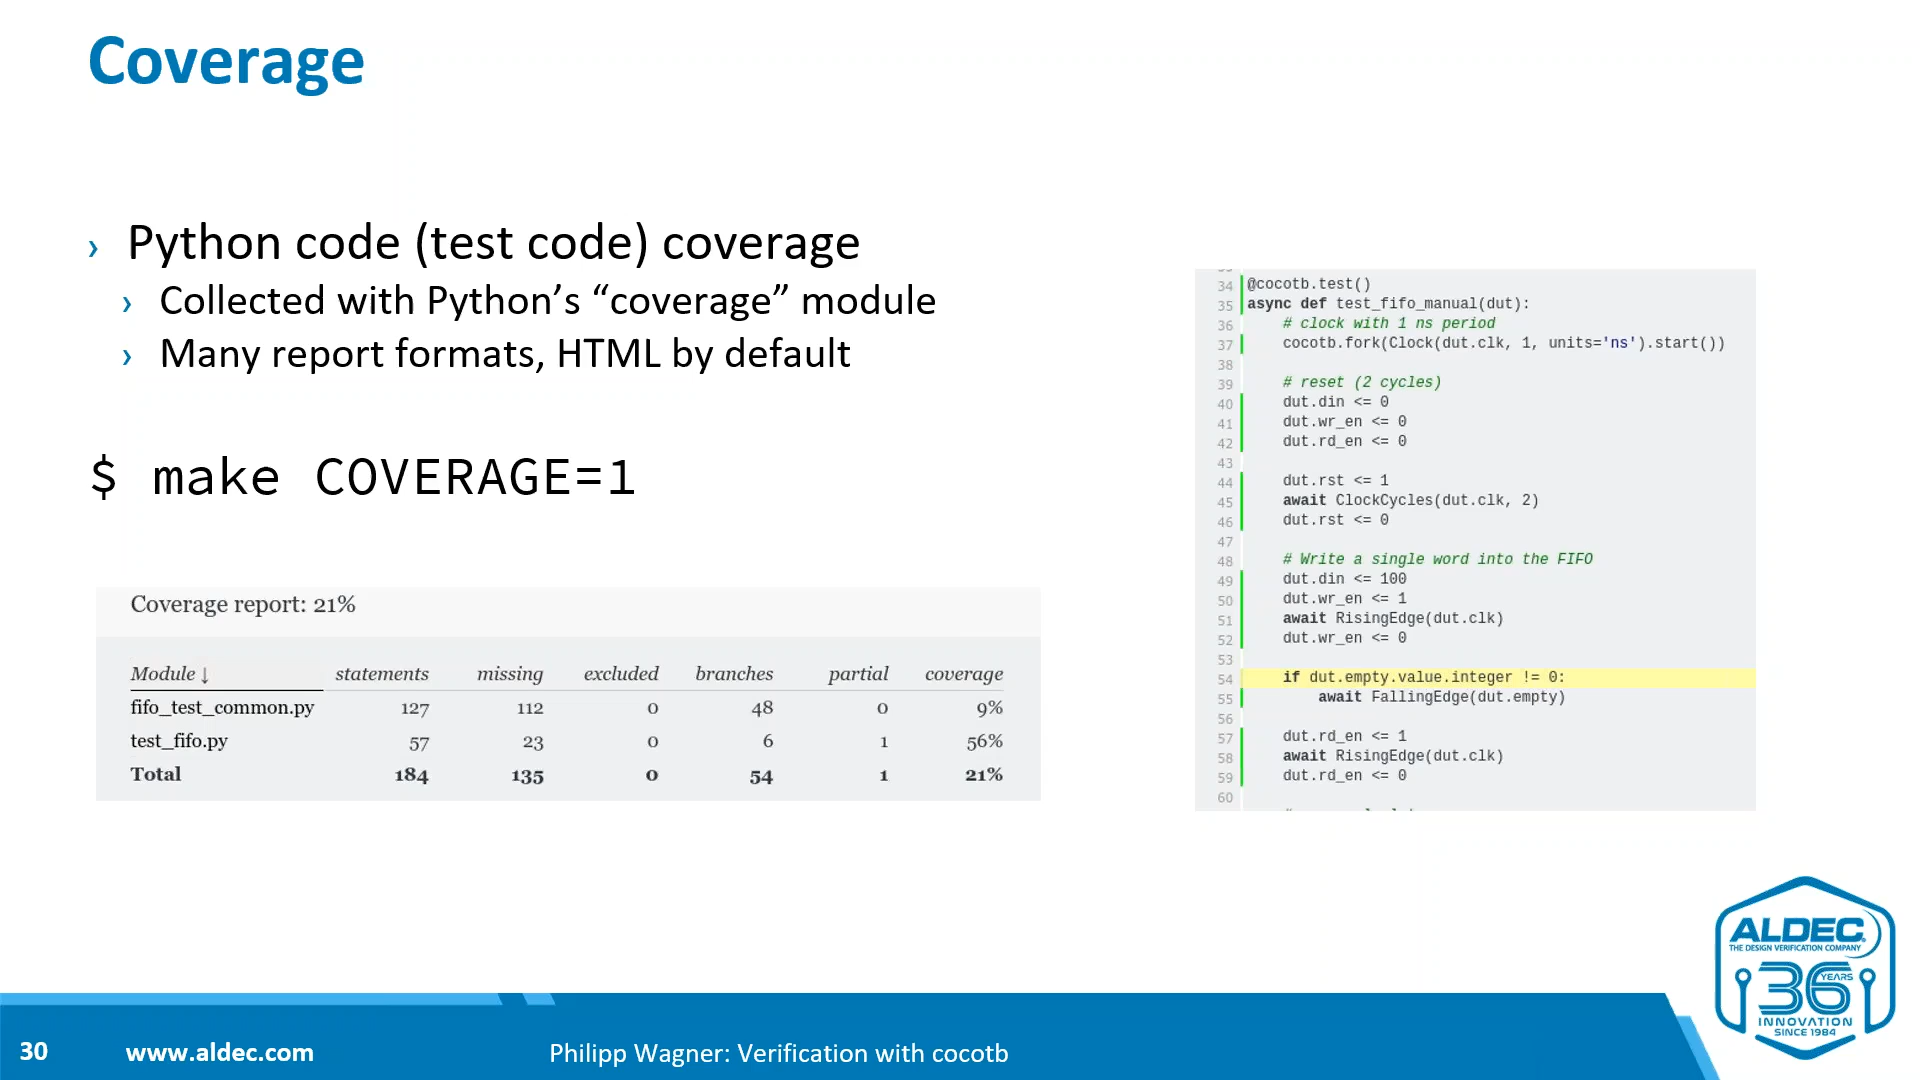 Coverage
› Python code (test code) coverage
› Collected with Python’s “coverage” module
› Many report formats, HTML by default
$ make COVERAGE=1
Coverage report: 21%
Module ↓ statements missing excluded branches partial coverage
fifo_test_common.py 127 112 0 48 0 9%
test_fifo.py 57 23 0 6 1 56%
Total 184 135 0 54 1 21%
34 @cocotb.test()
35 async def test_fifo_manual(dut):
36 # clock with 1 ns period
37 cocotb.fork(Clock(dut.clk, 1, units='ns').start())
38
39 # reset (2 cycles)
40 dut.din <= 0
41 dut.wr_en <= 0
42 dut.rd_en <= 0
43
44 dut.rst <= 1
45 await ClockCycles(dut.clk, 2)
46 dut.rst <= 0
47
48 # Write a single word into the FIFO
49 dut.din <= 100
50 dut.wr_en <= 1
51 await RisingEdge(dut.clk)
52 dut.wr_en <= 0
53
54 if dut.empty.value.integer != 0:
55 await FallingEdge(dut.empty)
56
57 dut.rd_en <= 1
58 await RisingEdge(dut.clk)
59 dut.rd_en <= 0
60
ALDEC
THE DESIGN VERIFICATION COMPANY
36 YEARS
INNOVATION
SINCE 1984
30 www.aldec.com Philipp Wagner: Verification with cocotb